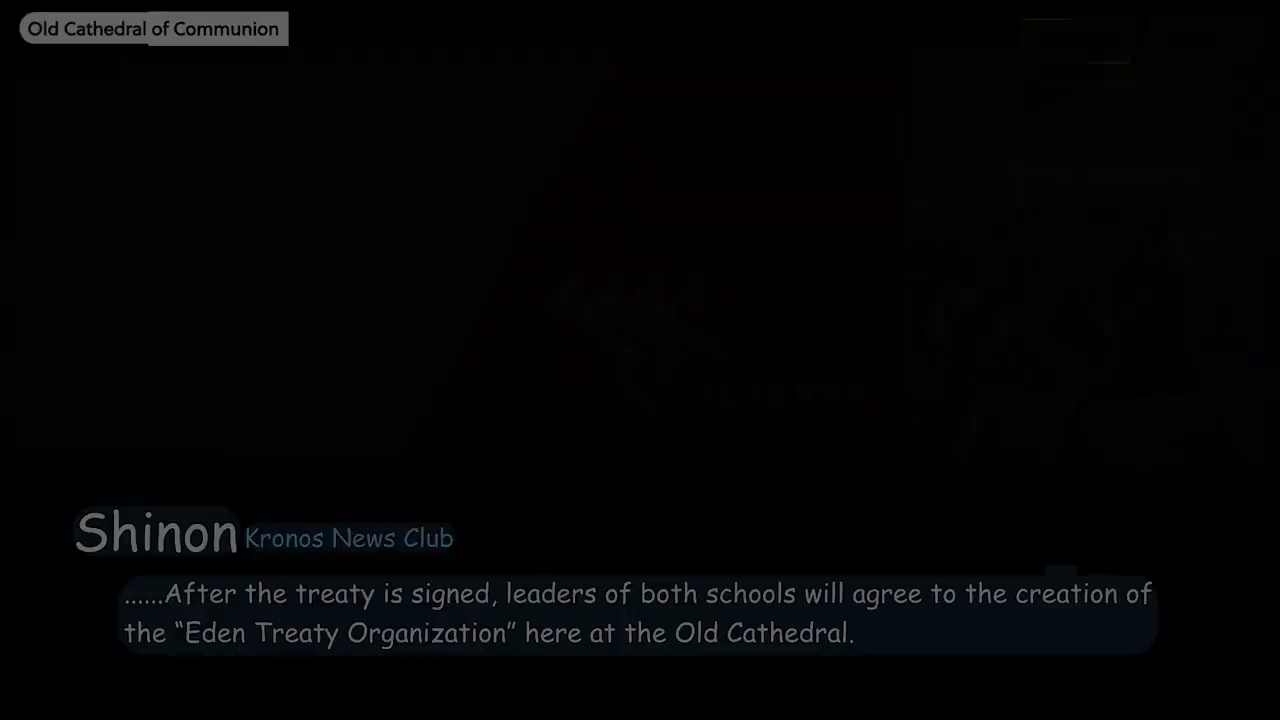 Old Cathedral of Communion
Shinon Kronos News Club
......After the treaty is signed, leaders of both schools will agree to the creation of
the “Eden Treaty Organization” here at the Old Cathedral.